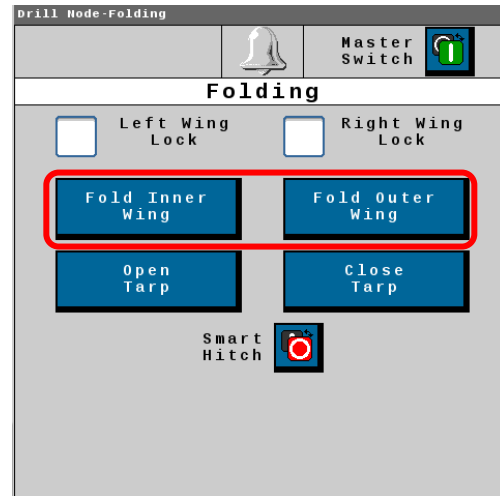 Drill Node-Folding
Master
Switch
Folding
Left Wing
Lock
Right Wing
Lock
Fold Inner
Wing
Fold Outer
Wing
Open
Tarp
Close
Tarp
Smart
Hitch